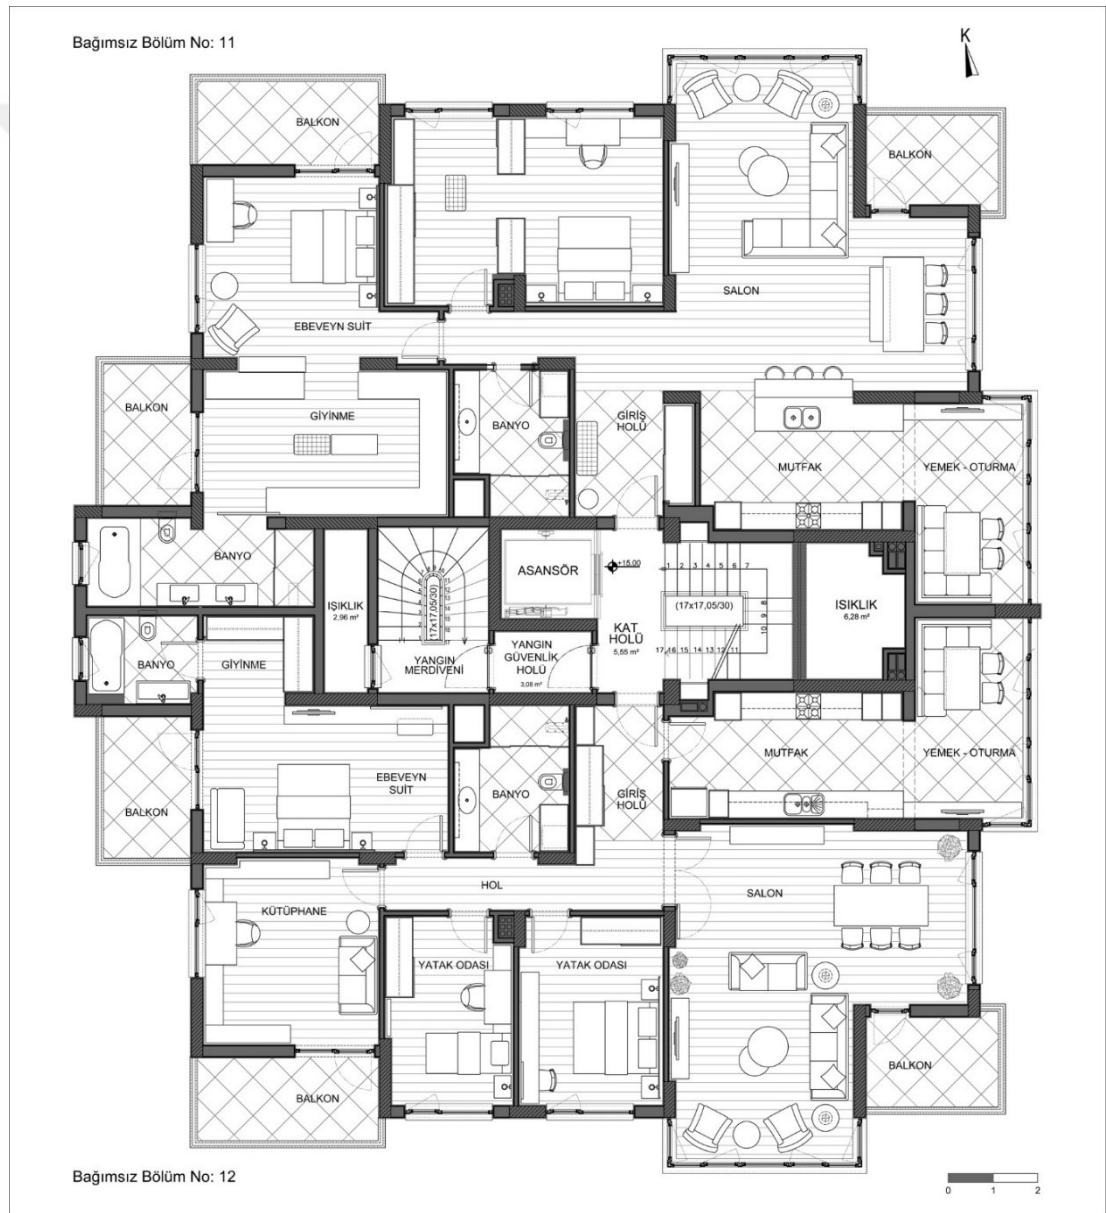 Bağımsız Bölüm No: 11
K
BALKON
BALKON
SALON
EBEVEYN SUİT
BALKON
GİYİNME
BANYO
GİRİŞ
HOLÜ
MUTFAK
YEMEK - OTURMA
BANYO
ASANSÖR
+15.00
1 2 3 4 5 6 7
IŞIKLIK
2,96 m²
(17x17,05/30)
(17x17,05/30)
8
9
10
ISIKLIK
6,28 m²
KAT
HOLÜ
5,55 m²
17 16 15 14 13 12 11
BANYO
GİYİNME
YANGIN
MERDİVENİ
YANGIN
GÜVENLİK
HOLÜ
3,08 m²
MUTFAK
YEMEK - OTURMA
EBEVEYN
SUİT
BANYO
GİRİŞ
HOLÜ
BALKON
HOL
SALON
KÜTÜPHANE
YATAK ODASI
YATAK ODASI
BALKON
BALKON
Bağımsız Bölüm No: 12
0 1 2